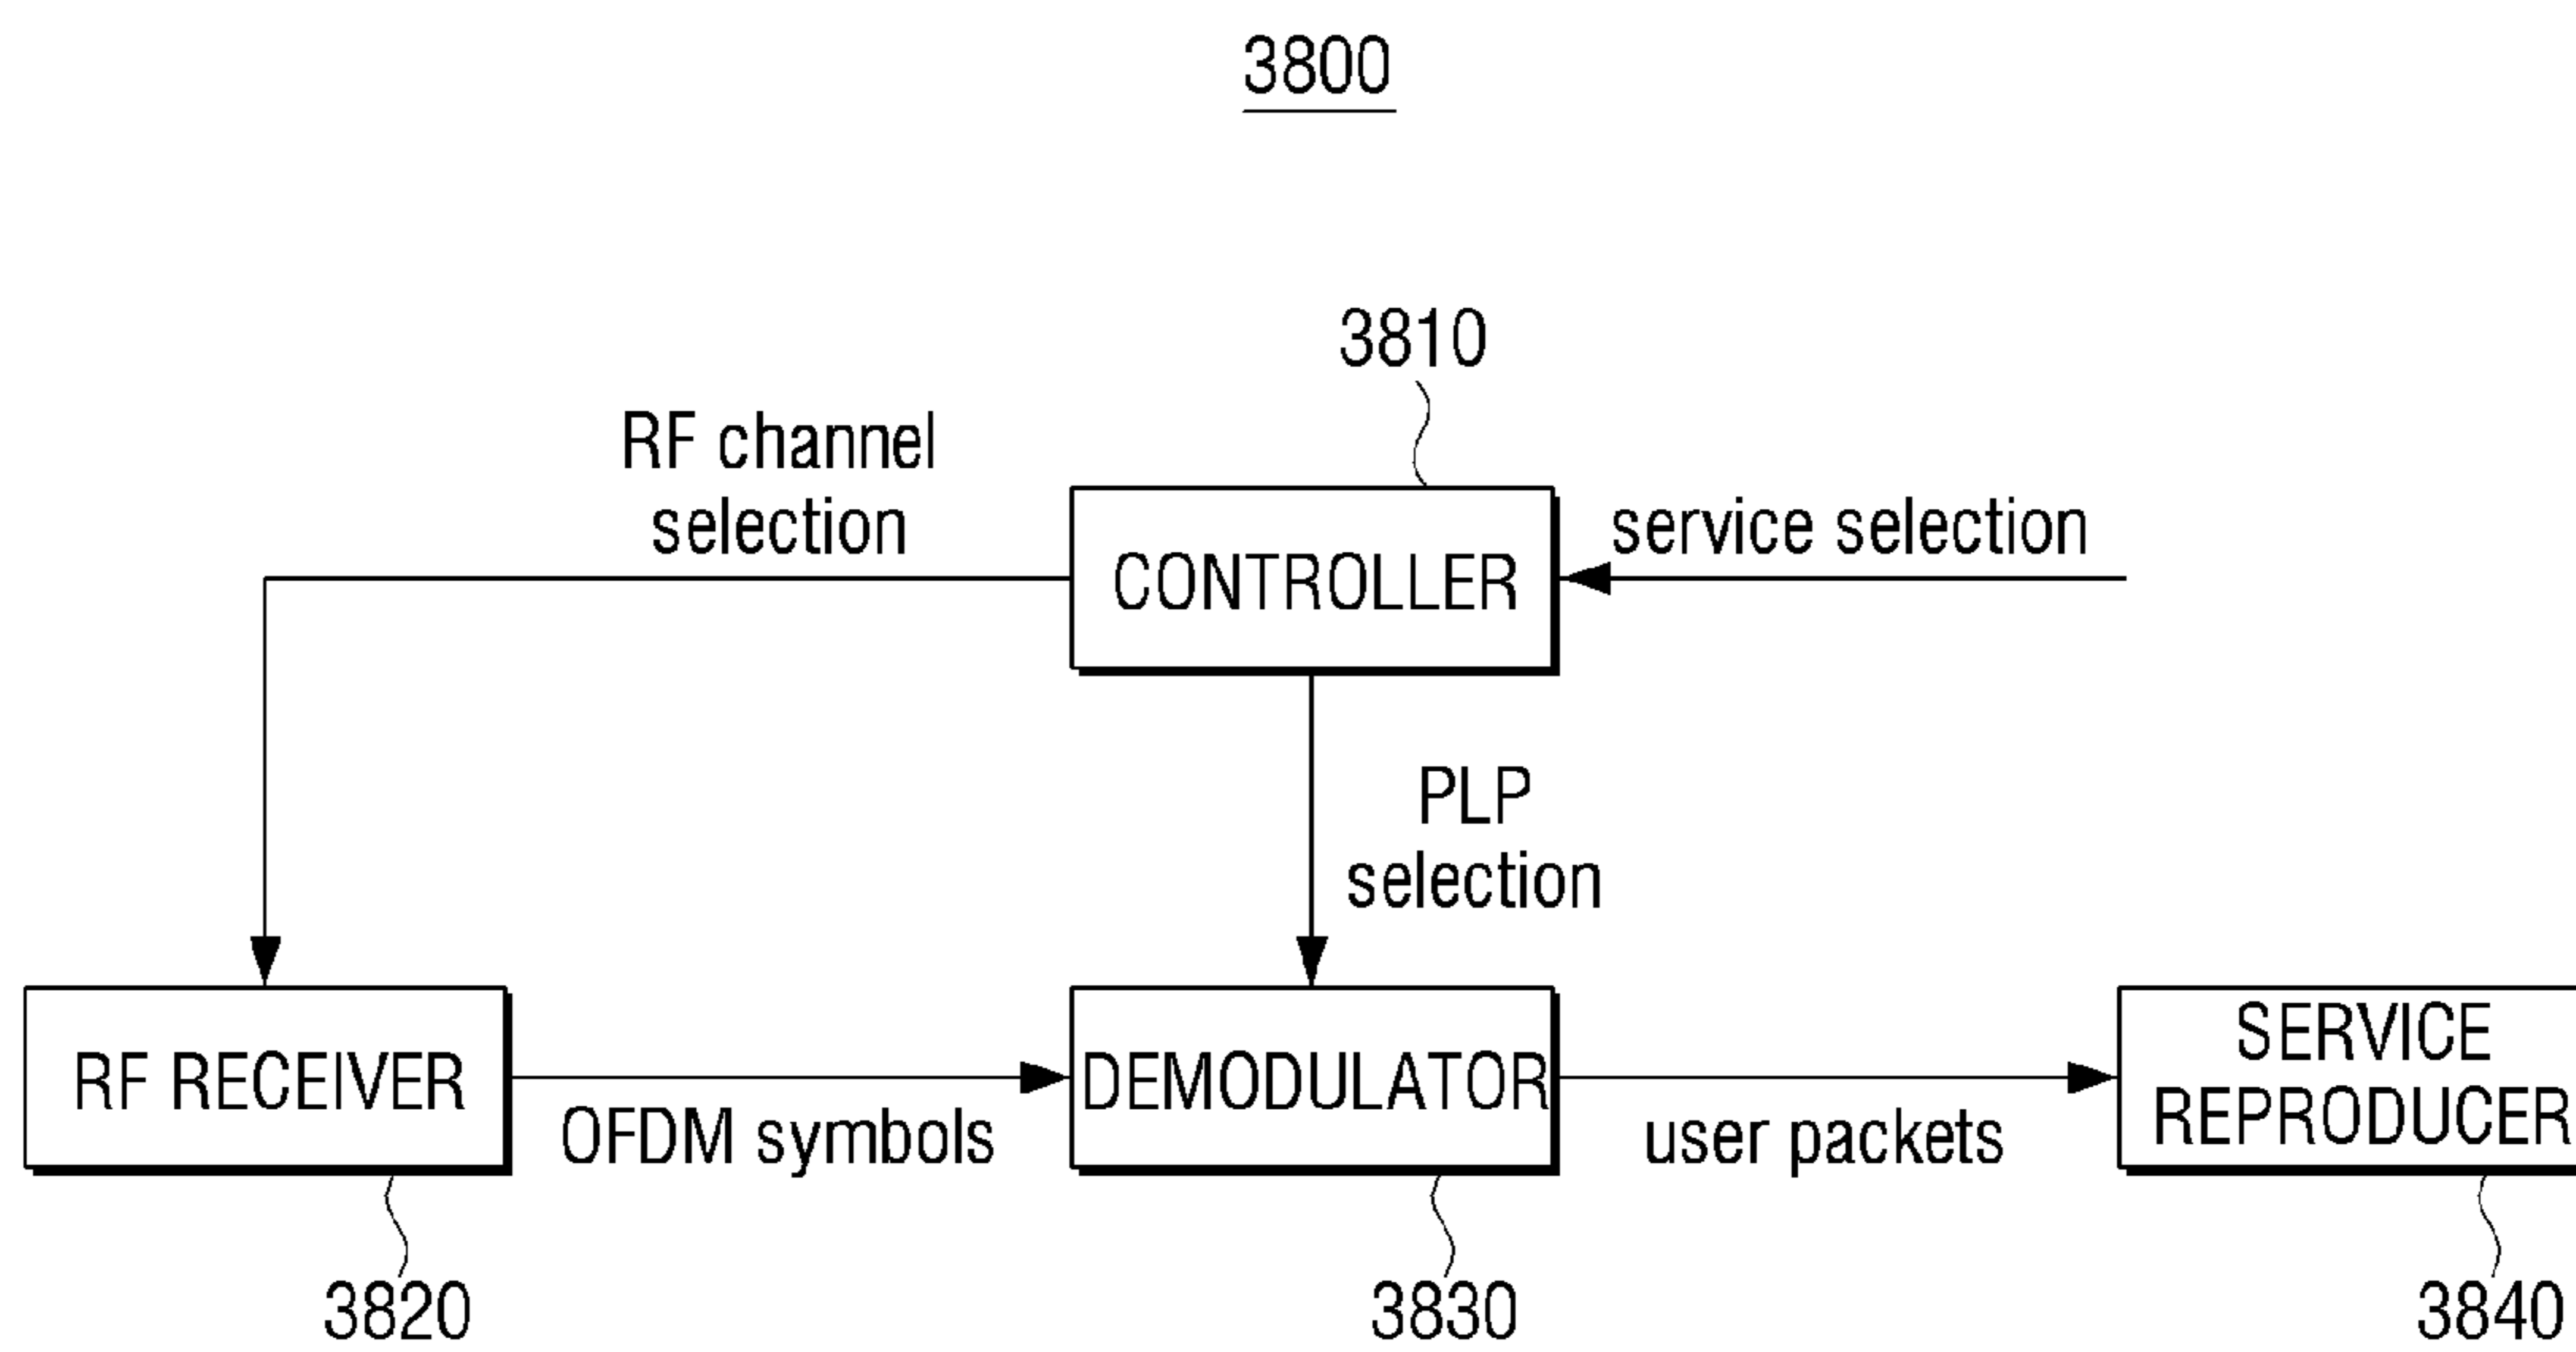 3800
3810
RF channel
selection
service selection
CONTROLLER
PLP
selection
RF RECEIVER
OFDM symbols
DEMODULATOR
user packets
SERVICE
REPRODUCER
3820
3830
3840